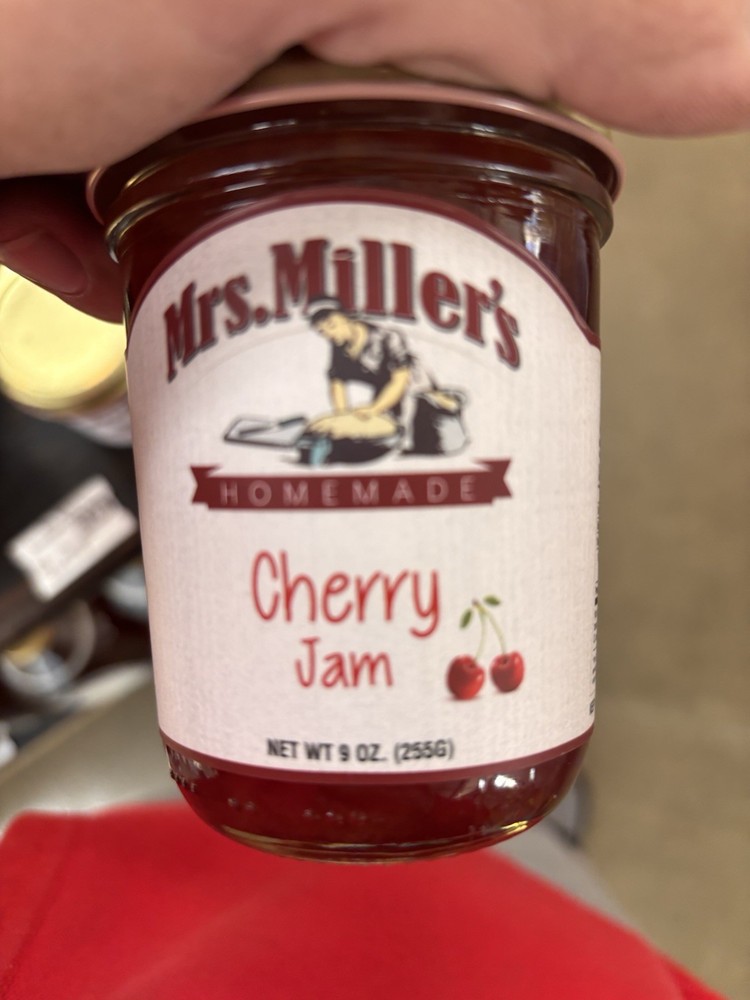 Mrs. Miller's
HOMEMADE
Cherry
Jam
NET WT 9 OZ. (255G)